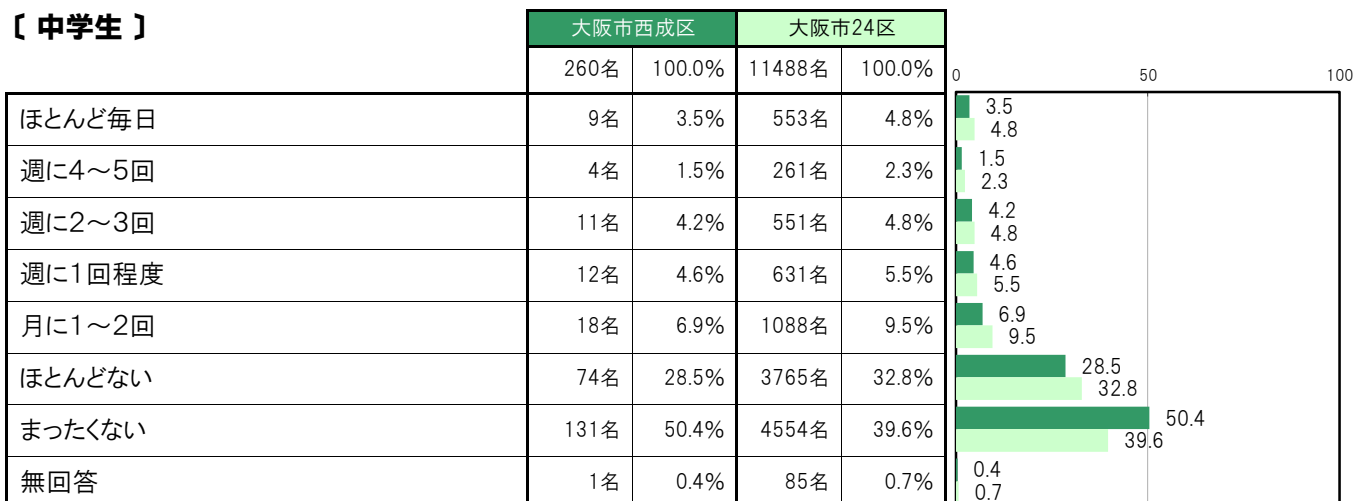 〔 中学生 〕
大阪市西成区 大阪市24区
260名 100.0% 11488名 100.0%
0 50 100
ほとんど毎日 9名 3.5% 553名 4.8% 3.5
4.8
週に4～5回 4名 1.5% 261名 2.3% 1.5
2.3
週に2～3回 11名 4.2% 551名 4.8% 4.2
4.8
週に1回程度 12名 4.6% 631名 5.5% 4.6
5.5
月に1～2回 18名 6.9% 1088名 9.5% 6.9
9.5
ほとんどない 74名 28.5% 3765名 32.8% 28.5
32.8
まったくない 131名 50.4% 4554名 39.6% 50.4
39.6
無回答 1名 0.4% 85名 0.7% 0.4
0.7